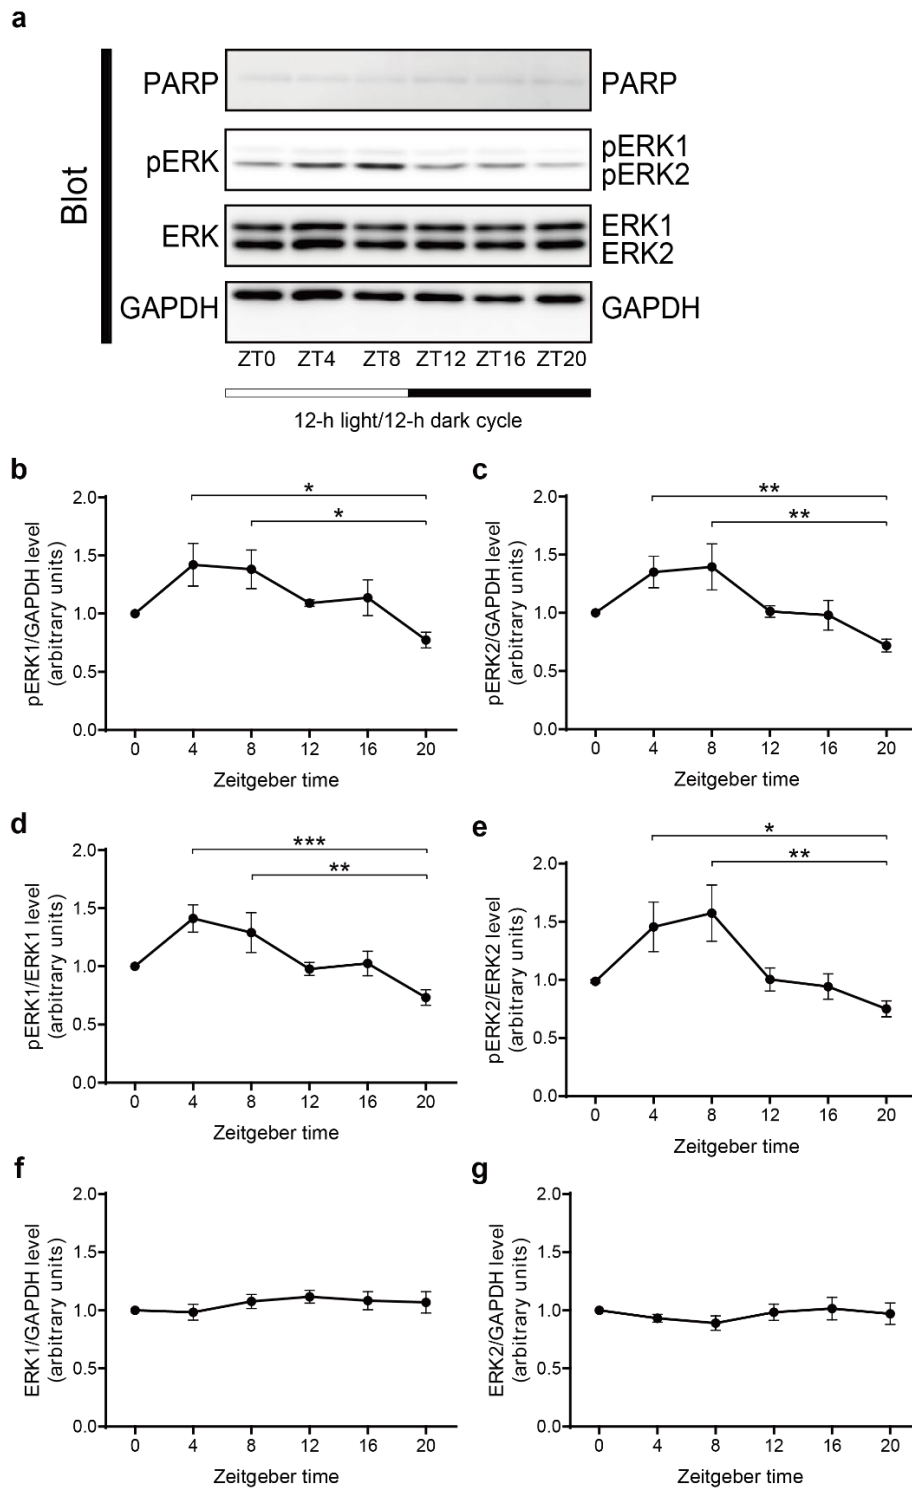 a
Blot
PARP PARP
pERK pERK1
pERK2
ERK ERK1
ERK2
GAPDH GAPDH
ZT0 ZT4 ZT8 ZT12 ZT16 ZT20
12-h light/12-h dark cycle
b
* 
*
pERK1/GAPDH level
(arbitrary units)
2.0
1.5
1.0
0.5
0.0
0 4 8 12 16 20
Zeitgeber time
c
**
**
pERK2/GAPDH level
(arbitrary units)
2.0
1.5
1.0
0.5
0.0
0 4 8 12 16 20
Zeitgeber time
d
***
**
pERK1/ERK1 level
(arbitrary units)
2.0
1.5
1.0
0.5
0.0
0 4 8 12 16 20
Zeitgeber time
e
*
**
pERK2/ERK2 level
(arbitrary units)
2.0
1.5
1.0
0.5
0.0
0 4 8 12 16 20
Zeitgeber time
f
ERK1/GAPDH level
(arbitrary units)
2.0
1.5
1.0
0.5
0.0
0 4 8 12 16 20
Zeitgeber time
g
ERK2/GAPDH level
(arbitrary units)
2.0
1.5
1.0
0.5
0.0
0 4 8 12 16 20
Zeitgeber time